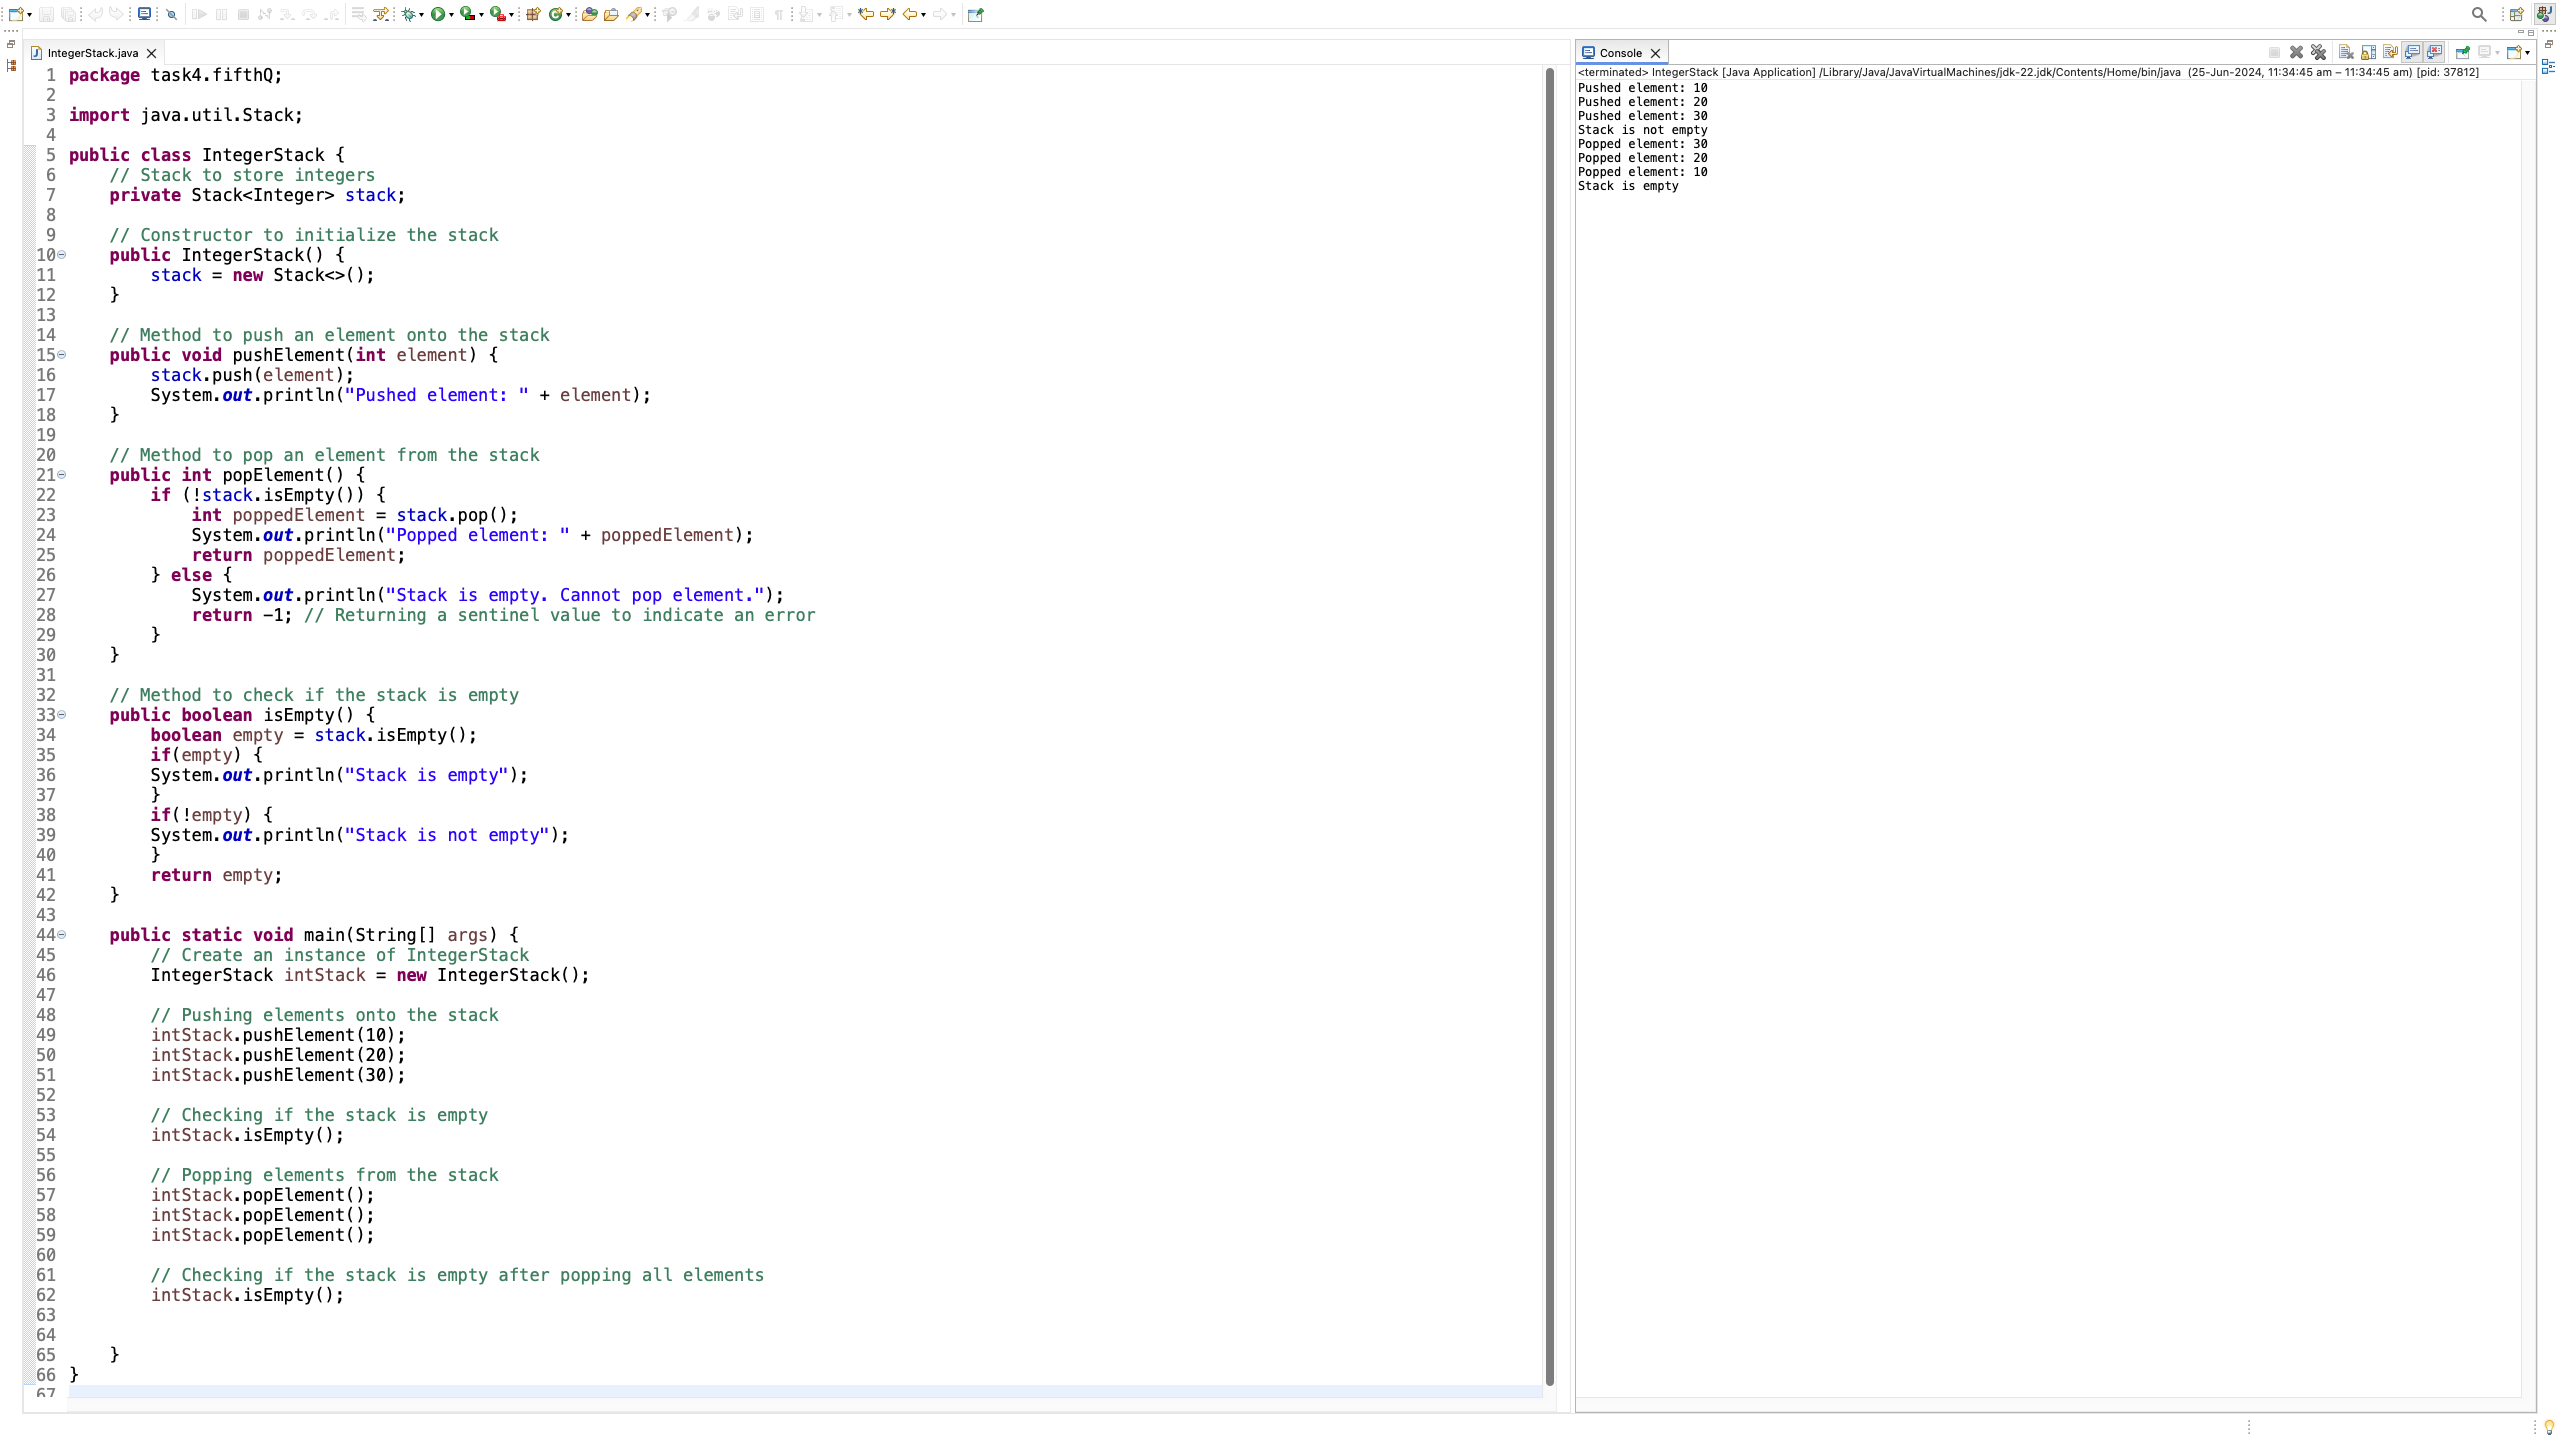 IntegerStack.java
1 package task4.fifthQ;
2
3 import java.util.Stack;
4
5 public class IntegerStack {
6     // Stack to store integers
7     private Stack<Integer> stack;
8
9     // Constructor to initialize the stack
10     public IntegerStack() {
11         stack = new Stack<>();
12     }
13
14     // Method to push an element onto the stack
15     public void pushElement(int element) {
16         stack.push(element);
17         System.out.println("Pushed element: " + element);
18     }
19
20     // Method to pop an element from the stack
21     public int popElement() {
22         if (!stack.isEmpty()) {
23             int poppedElement = stack.pop();
24             System.out.println("Popped element: " + poppedElement);
25             return poppedElement;
26         } else {
27             System.out.println("Stack is empty. Cannot pop element.");
28             return -1; // Returning a sentinel value to indicate an error
29         }
30     }
31
32     // Method to check if the stack is empty
33     public boolean isEmpty() {
34         boolean empty = stack.isEmpty();
35         if(empty) {
36         System.out.println("Stack is empty");
37         }
38         if(!empty) {
39         System.out.println("Stack is not empty");
40         }
41         return empty;
42     }
43
44     public static void main(String[] args) {
45         // Create an instance of IntegerStack
46         IntegerStack intStack = new IntegerStack();
47
48         // Pushing elements onto the stack
49         intStack.pushElement(10);
50         intStack.pushElement(20);
51         intStack.pushElement(30);
52
53         // Checking if the stack is empty
54         intStack.isEmpty();
55
56         // Popping elements from the stack
57         intStack.popElement();
58         intStack.popElement();
59         intStack.popElement();
60
61         // Checking if the stack is empty after popping all elements
62         intStack.isEmpty();
63
64
65     }
66 }
67
Console
<terminated> IntegerStack [Java Application] /Library/Java/JavaVirtualMachines/jdk-22.jdk/Contents/Home/bin/java (25-Jun-2024, 11:34:45 am – 11:34:45 am) [pid: 37812]
Pushed element: 10
Pushed element: 20
Pushed element: 30
Stack is not empty
Popped element: 30
Popped element: 20
Popped element: 10
Stack is empty